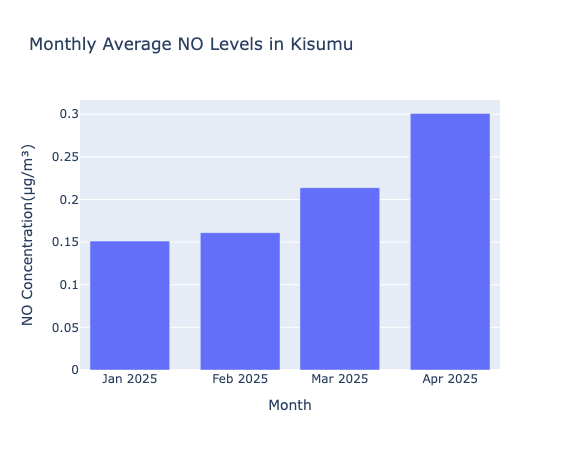 Monthly Average NO Levels in Kisumu
NO Concentration(µg/m³)
0.3
0.25
0.2
0.15
0.1
0.05
0
Jan 2025
Feb 2025
Mar 2025
Apr 2025
Month